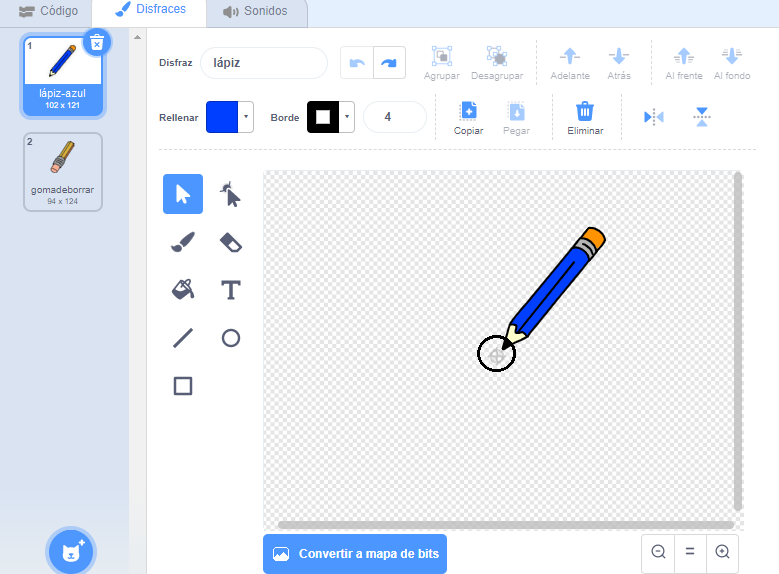 Código
Disfraces
Sonidos
1
lápiz-azul
102 x 121
2
gomadeborrar
94 x 124
Disfraz
lápiz
Agrupar
Desagrupar
Adelante
Atrás
Al frente
Al fondo
Rellenar
Borde
4
Copiar
Pegar
Eliminar
T
Convertir a mapa de bits